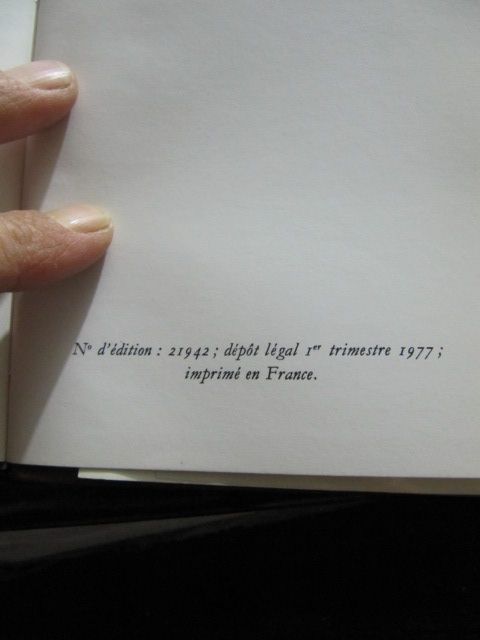 Nº d'édition : 21942 ; dépôt légal 1er trimestre 1977 ;
imprimé en France.